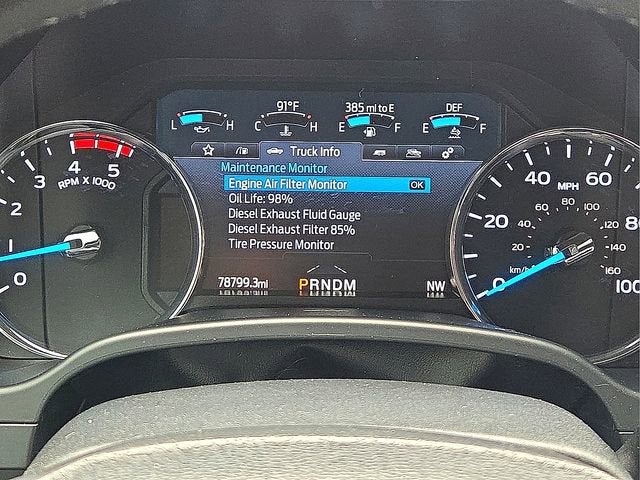 91°F 385 mi to E DEF
L H C H E F E F
Truck Info
Maintenance Monitor
Engine Air Filter Monitor OK
Oil Life: 98%
Diesel Exhaust Fluid Gauge
Diesel Exhaust Filter 85%
Tire Pressure Monitor
78799.3mi PRNDM NW
0 1 2 3 4 5
RPM X 1000
0 20 40 60 80 100
MPH
20 40 60 80 100 120 140 160
km/h